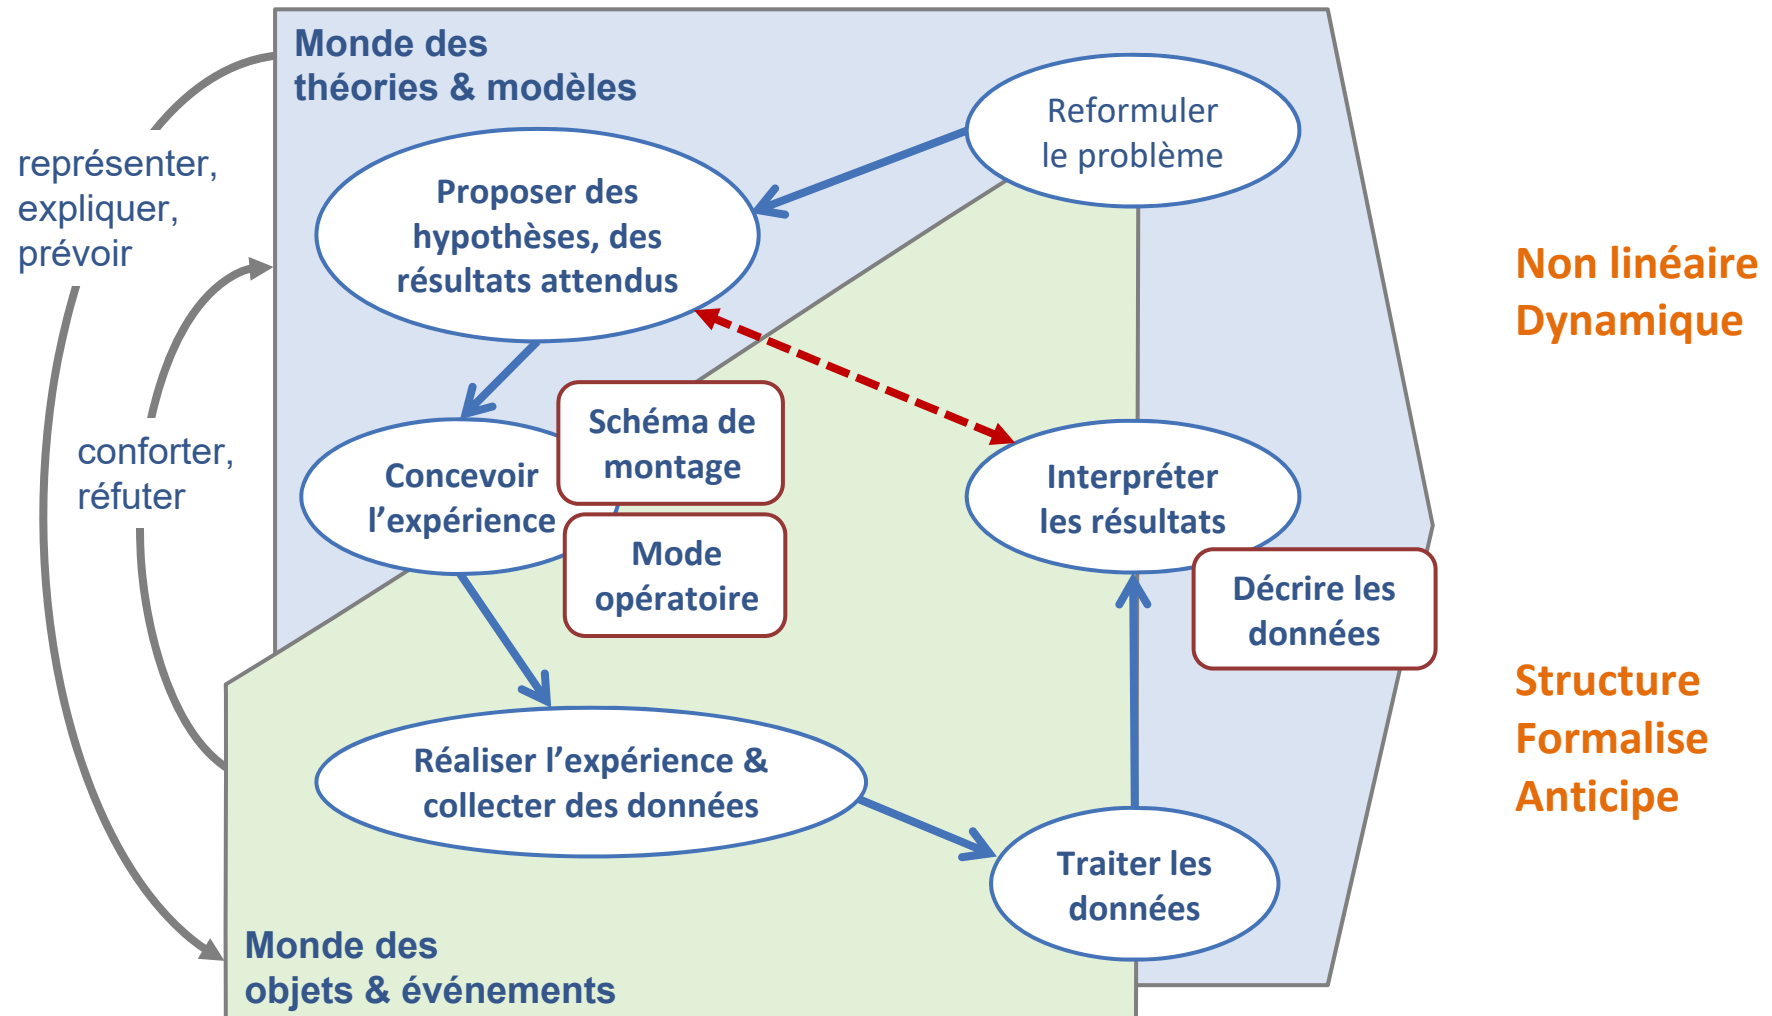 Monde des
théories & modèles
Reformuler
le problème
représenter,
expliquer,
prévoir
Proposer des
hypothèses, des
résultats attendus
Non linéaire
Dynamique
conforter,
réfuter
Concevoir
l’expérience
Schéma de
montage
Mode
opératoire
Interpréter
les résultats
Décrire les
données
Structure
Formalise
Anticipe
Réaliser l’expérience &
collecter des données
Traiter les
données
Monde des
objets & événements